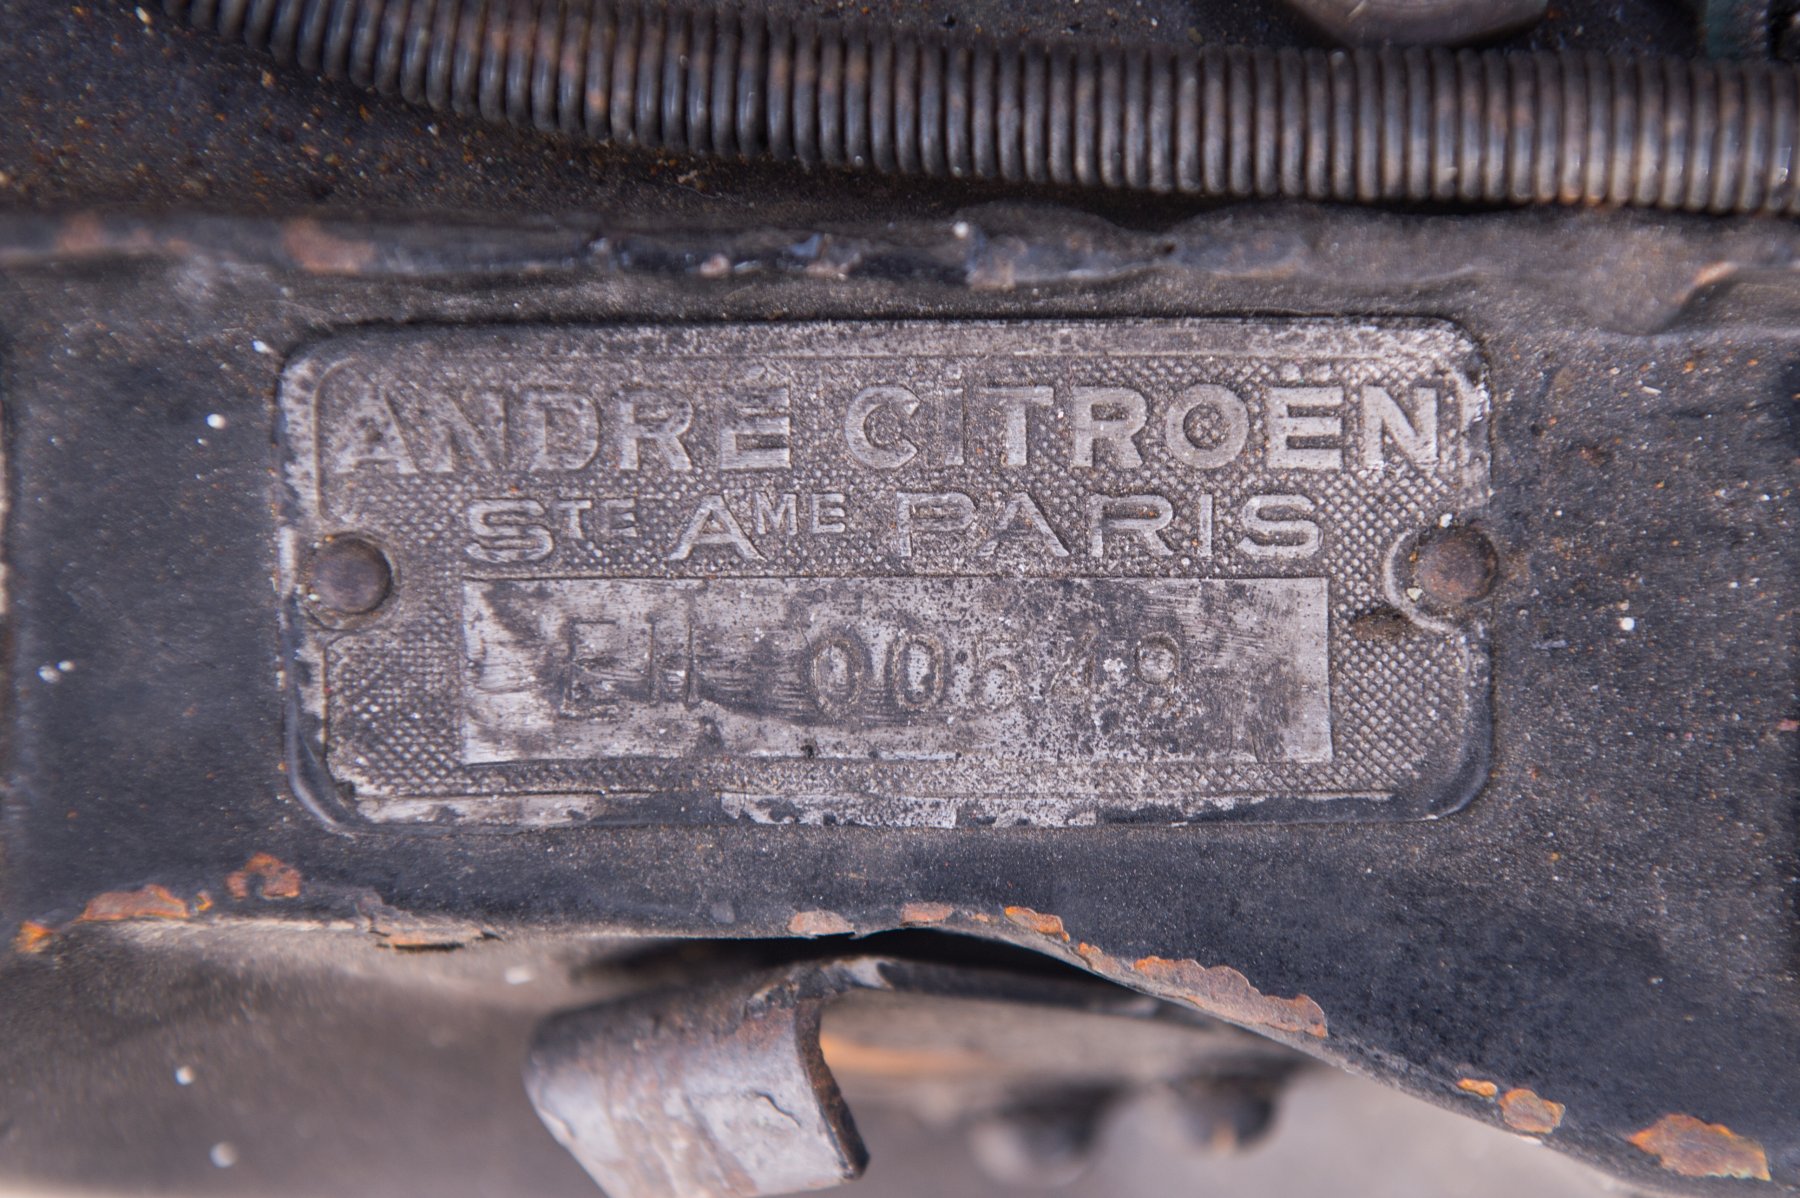 ANDRÉ CITROËN
STE AME PARIS